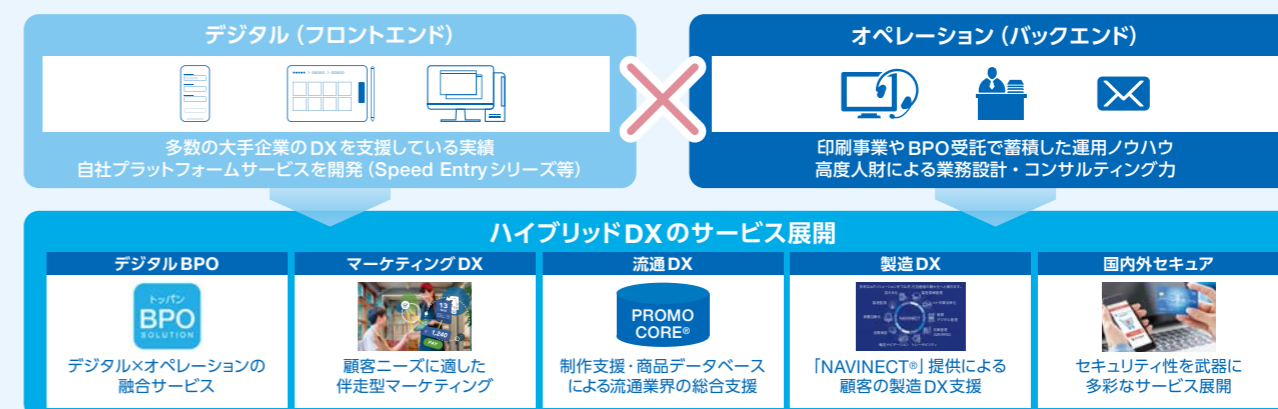 デジタル（フロントエンド）
多数の大手企業のDXを支援している実績
自社プラットフォームサービスを開発（Speed Entryシリーズ等）
オペレーション（バックエンド）
印刷事業やBPO受託で蓄積した運用ノウハウ
高度人財による業務設計・コンサルティング力
ハイブリッドDXのサービス展開
デジタルBPO
トッパン
BPO
SOLUTION
デジタル×オペレーションの
融合サービス
マーケティングDX
顧客ニーズに適した
伴走型マーケティング
流通DX
PROMO
CORE®
制作支援・商品データベース
による流通業界の総合支援
製造DX
NAVINECT
「NAVINECT®」提供による
顧客の製造DX支援
国内外セキュア
セキュリティ性を武器に
多彩なサービス展開